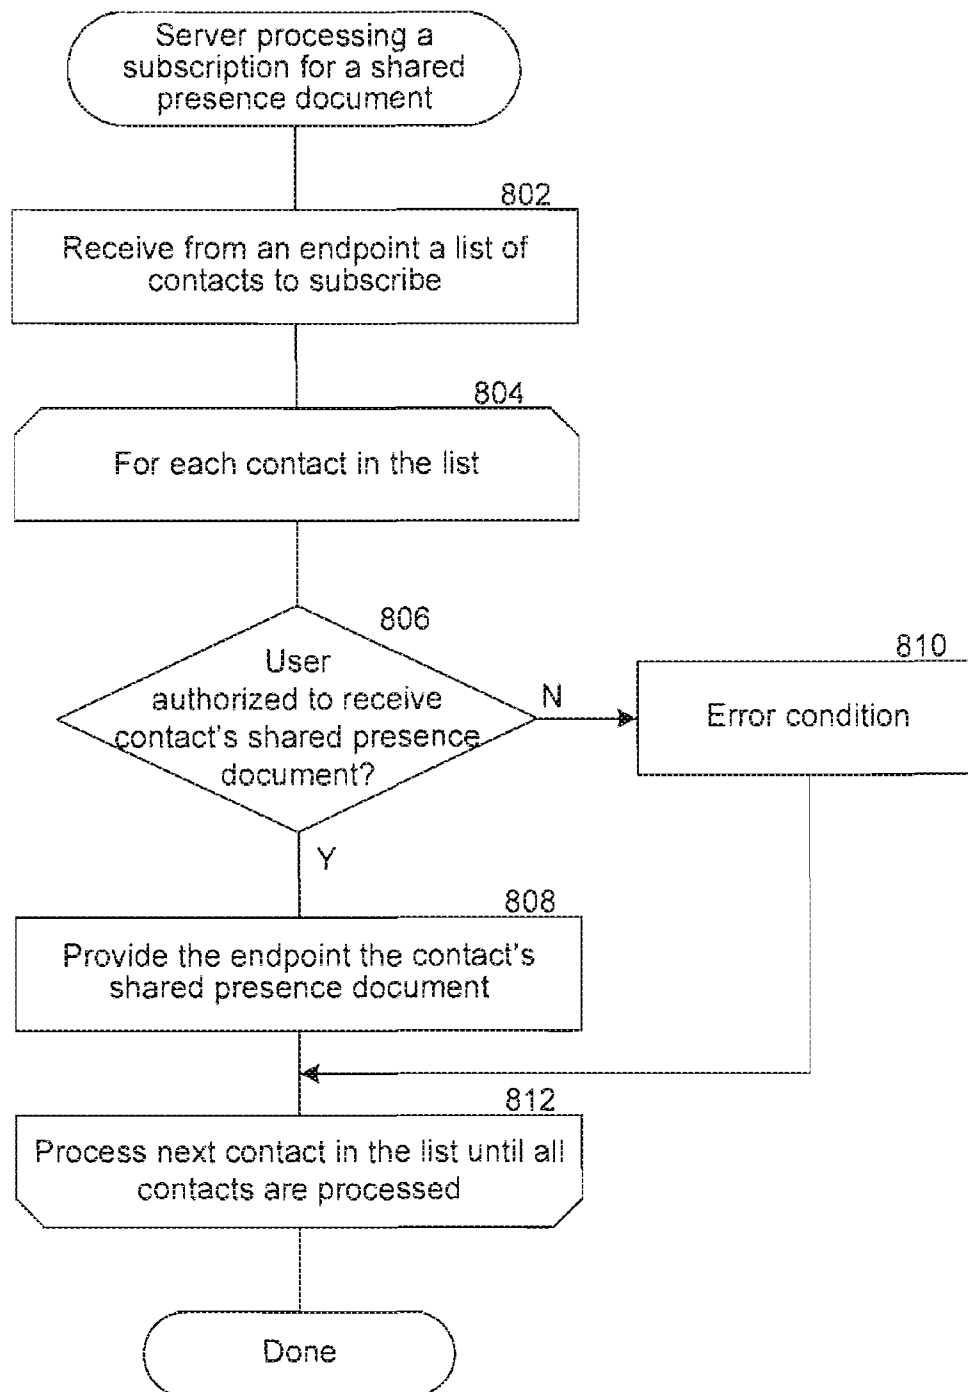 Server processing a
subscription for a shared
presence document
802
Receive from an endpoint a list of
contacts to subscribe
804
For each contact in the list
806
User
authorized to receive
contact's shared presence
document?
N
810
Error condition
Y
808
Provide the endpoint the contact's
shared presence document
812
Process next contact in the list until all
contacts are processed
Done